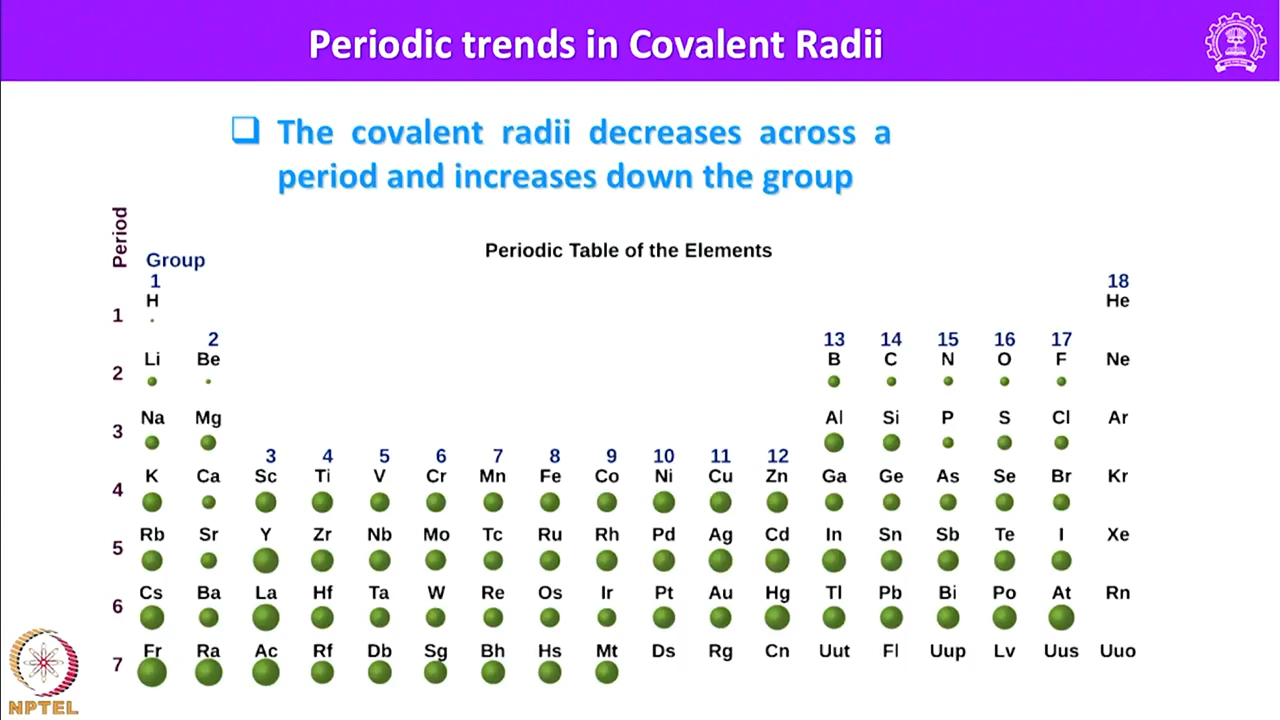 Periodic trends in Covalent Radii
❑ The covalent radii decreases across a
period and increases down the group
Periodic Table of the Elements
Period
Group
1 18
H He
1
2 13 14 15 16 17
Li Be B C N O F Ne
2
Na Mg Al Si P S Cl Ar
3
3 4 5 6 7 8 9 10 11 12
K Ca Sc Ti V Cr Mn Fe Co Ni Cu Zn Ga Ge As Se Br Kr
4
Rb Sr Y Zr Nb Mo Tc Ru Rh Pd Ag Cd In Sn Sb Te I Xe
5
Cs Ba La Hf Ta W Re Os Ir Pt Au Hg Tl Pb Bi Po At Rn
6
Fr Ra Ac Rf Db Sg Bh Hs Mt Ds Rg Cn Uut Fl Uup Lv Uus Uuo
7
NPTEL